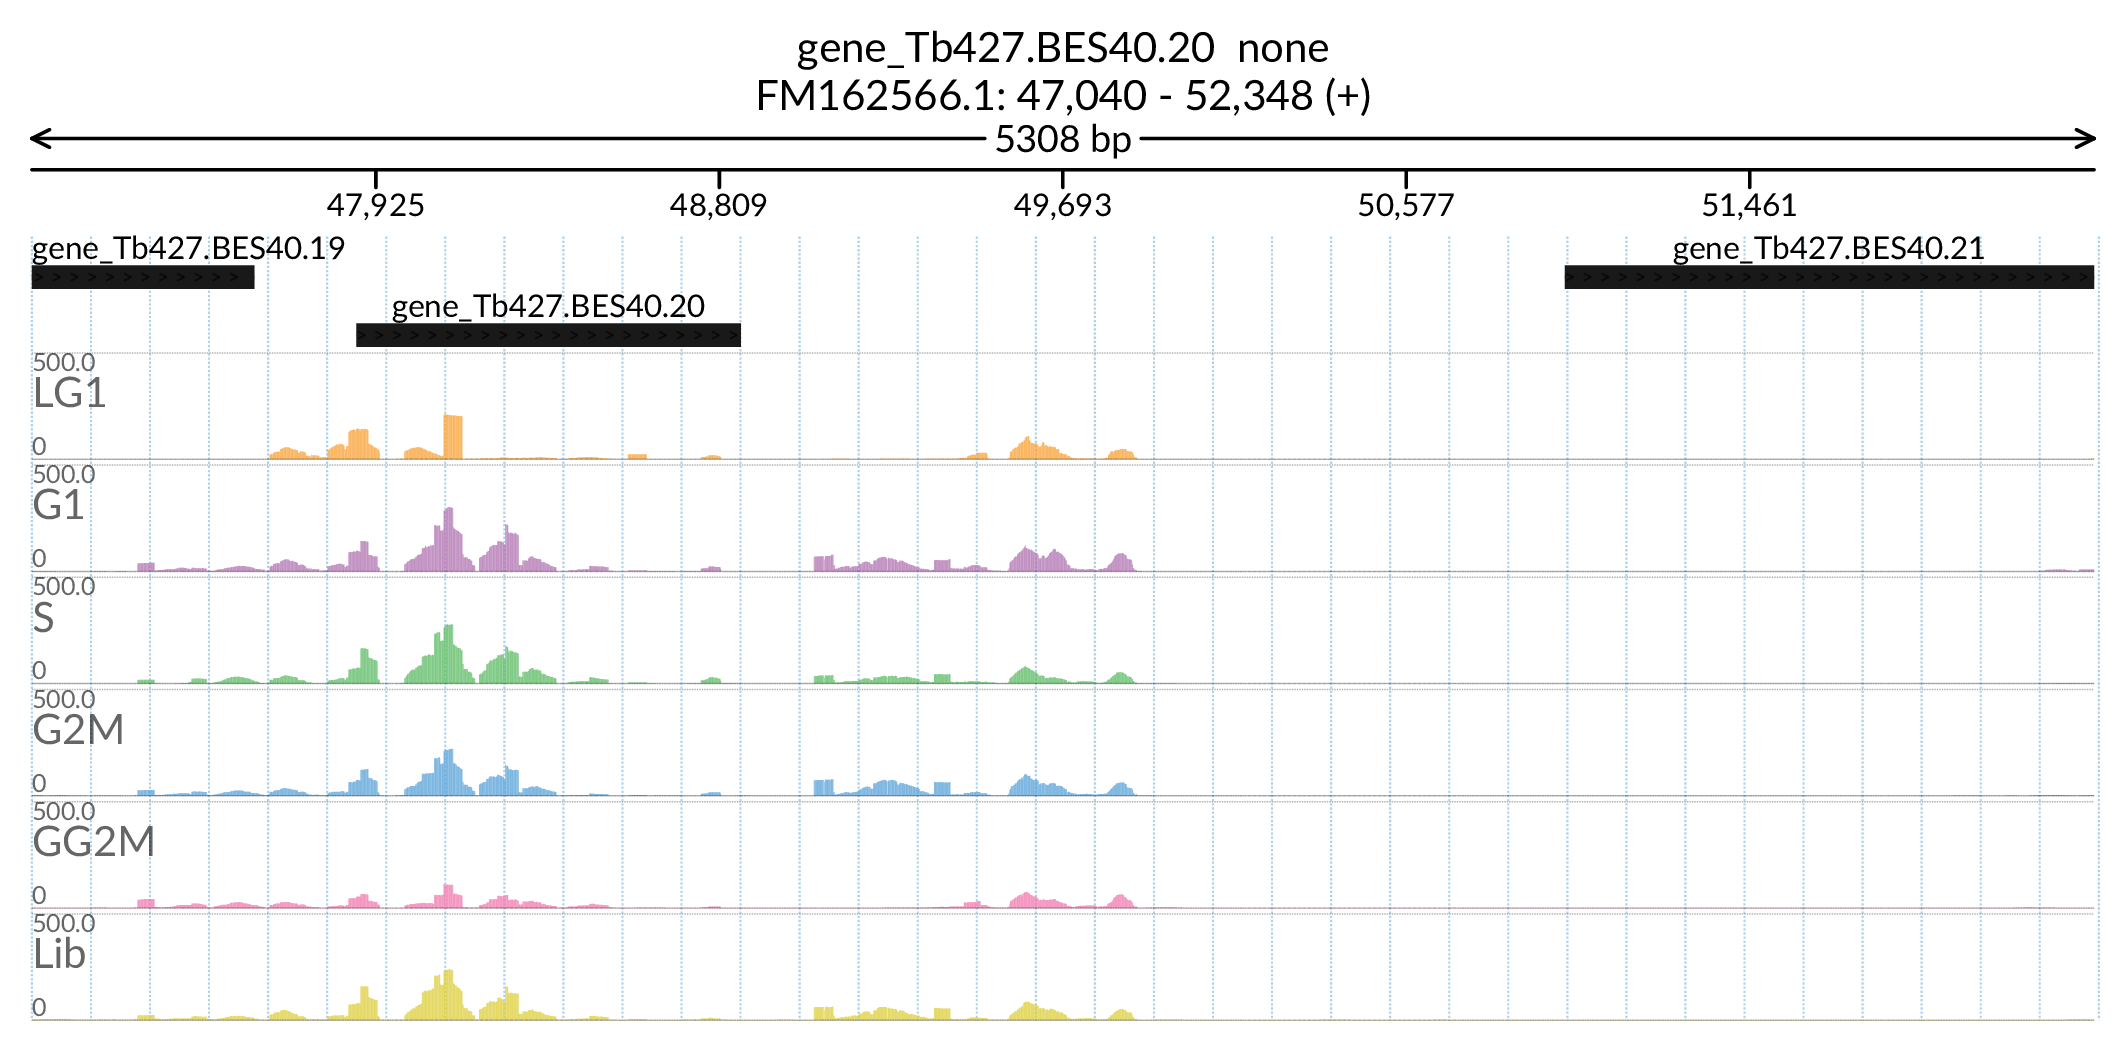 gene_Tb427.BES40.20 none
FM162566.1: 47,040 - 52,348 (+)
5308 bp
47,925 48,809 49,693 50,577 51,461
gene_Tb427.BES40.19 gene_Tb427.BES40.21
gene_Tb427.BES40.20
500.0
LG1
0
500.0
G1
0
500.0
S
0
500.0
G2M
0
500.0
GG2M
0
500.0
Lib
0